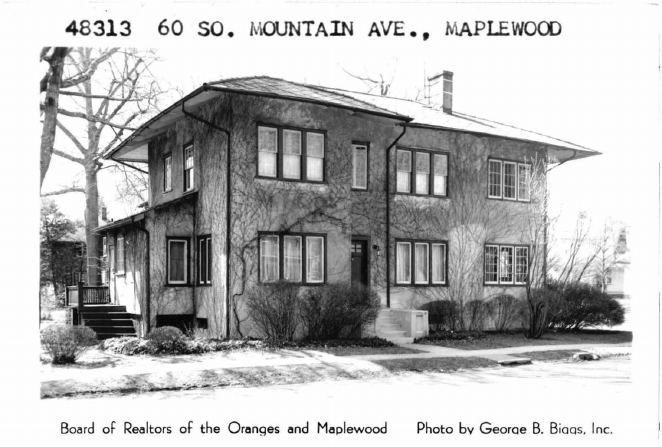 48313 60 SO. MOUNTAIN AVE., MAPLEWOOD
Board of Realtors of the Oranges and Maplewood Photo by George B. Biggs, Inc.